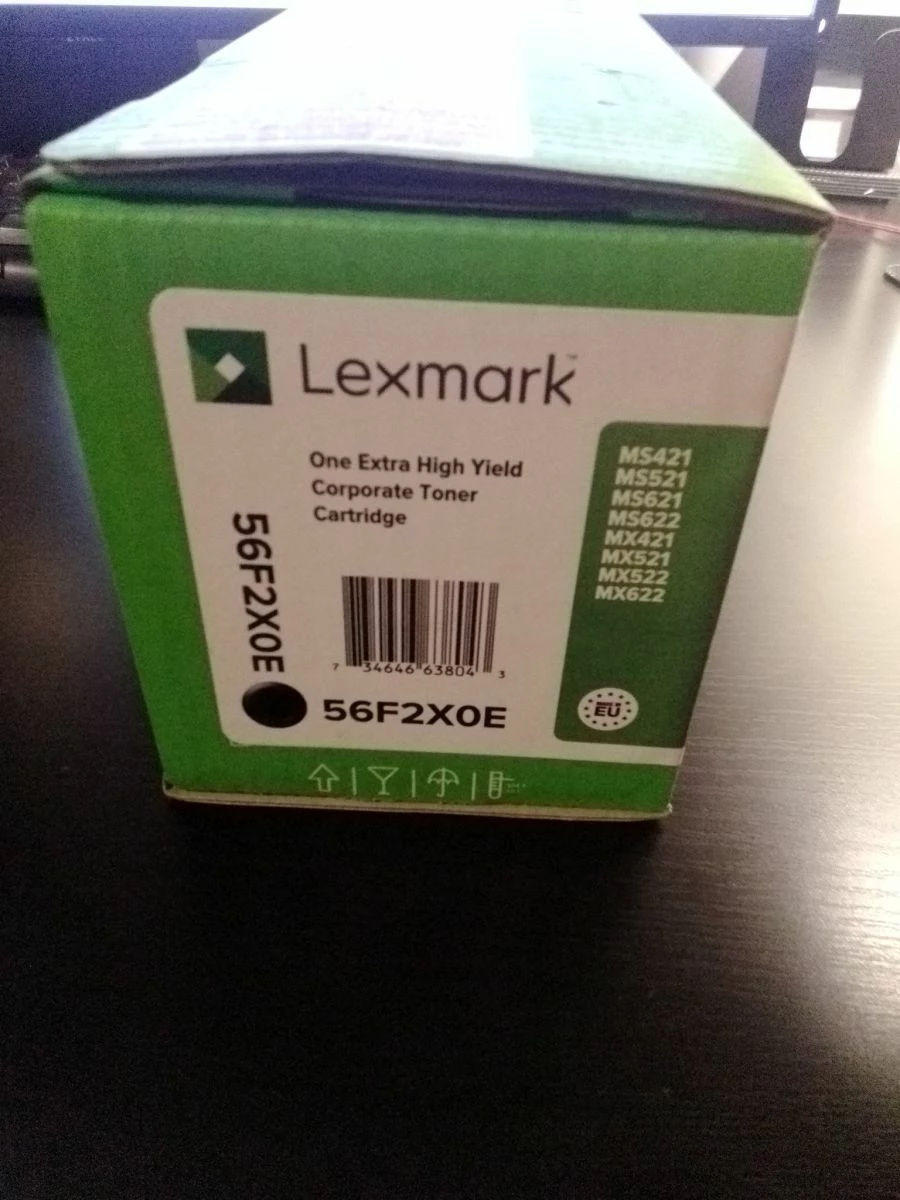 Lexmark™
One Extra High Yield
Corporate Toner
Cartridge
56F2X0E
7 34646 63804 3
56F2X0E
MS421
MS521
MS621
MS622
MX421
MX521
MX522
MX622
EU